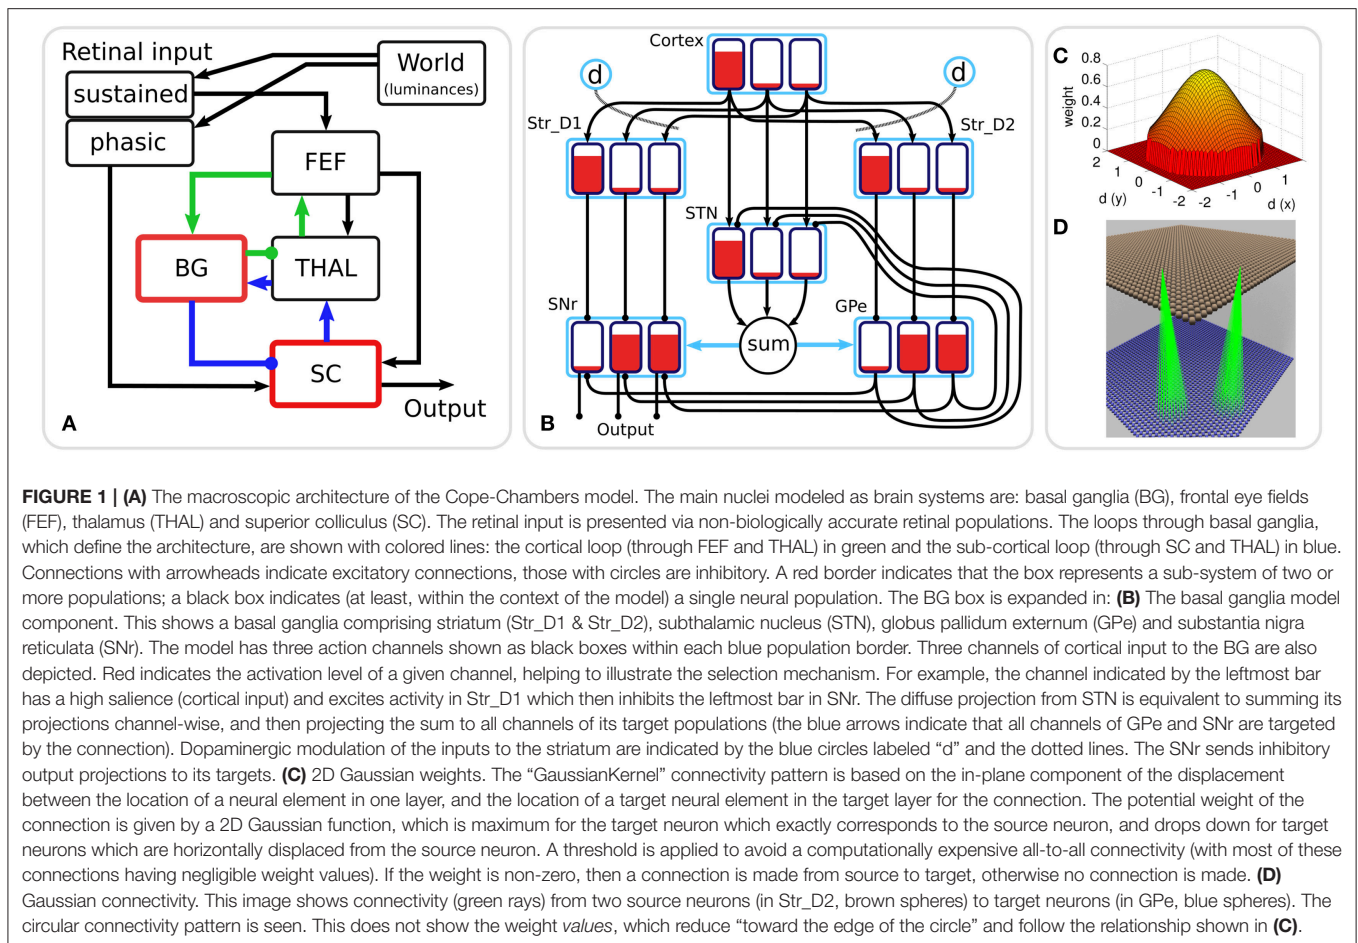 Retinal input
sustained
phasic
World
(luminances)
FEF
BG
THAL
SC
Output
A
Cortex
d
d
Str_D1
Str_D2
STN
SNr
GPe
sum
Output
B
C
0.8
0.6
0.4
0.2
0
weight
2
1
0
-1
-2
d (y)
-2
-1
0
1
d (x)
D
FIGURE 1 | (A) The macroscopic architecture of the Cope-Chambers model. The main nuclei modeled as brain systems are: basal ganglia (BG), frontal eye fields
(FEF), thalamus (THAL) and superior colliculus (SC). The retinal input is presented via non-biologically accurate retinal populations. The loops through basal ganglia,
which define the architecture, are shown with colored lines: the cortical loop (through FEF and THAL) in green and the sub-cortical loop (through SC and THAL) in blue.
Connections with arrowheads indicate excitatory connections, those with circles are inhibitory. A red border indicates that the box represents a sub-system of two or
more populations; a black box indicates (at least, within the context of the model) a single neural population. The BG box is expanded in: (B) The basal ganglia model
component. This shows a basal ganglia comprising striatum (Str_D1 & Str_D2), subthalamic nucleus (STN), globus pallidum externum (GPe) and substantia nigra
reticulata (SNr). The model has three action channels shown as black boxes within each blue population border. Three channels of cortical input to the BG are also
depicted. Red indicates the activation level of a given channel, helping to illustrate the selection mechanism. For example, the channel indicated by the leftmost bar
has a high salience (cortical input) and excites activity in Str_D1 which then inhibits the leftmost bar in SNr. The diffuse projection from STN is equivalent to summing its
projections channel-wise, and then projecting the sum to all channels of its target populations (the blue arrows indicate that all channels of GPe and SNr are targeted
by the connection). Dopaminergic modulation of the inputs to the striatum are indicated by the blue circles labeled “d” and the dotted lines. The SNr sends inhibitory
output projections to its targets. (C) 2D Gaussian weights. The “GaussianKernel” connectivity pattern is based on the in-plane component of the displacement
between the location of a neural element in one layer, and the location of a target neural element in the target layer for the connection. The potential weight of the
connection is given by a 2D Gaussian function, which is maximum for the target neuron which exactly corresponds to the source neuron, and drops down for target
neurons which are horizontally displaced from the source neuron. A threshold is applied to avoid a computationally expensive all-to-all connectivity (with most of these
connections having negligible weight values). If the weight is non-zero, then a connection is made from source to target, otherwise no connection is made. (D)
Gaussian connectivity. This image shows connectivity (green rays) from two source neurons (in Str_D2, brown spheres) to target neurons (in GPe, blue spheres). The
circular connectivity pattern is seen. This does not show the weight values, which reduce “toward the edge of the circle” and follow the relationship shown in (C).